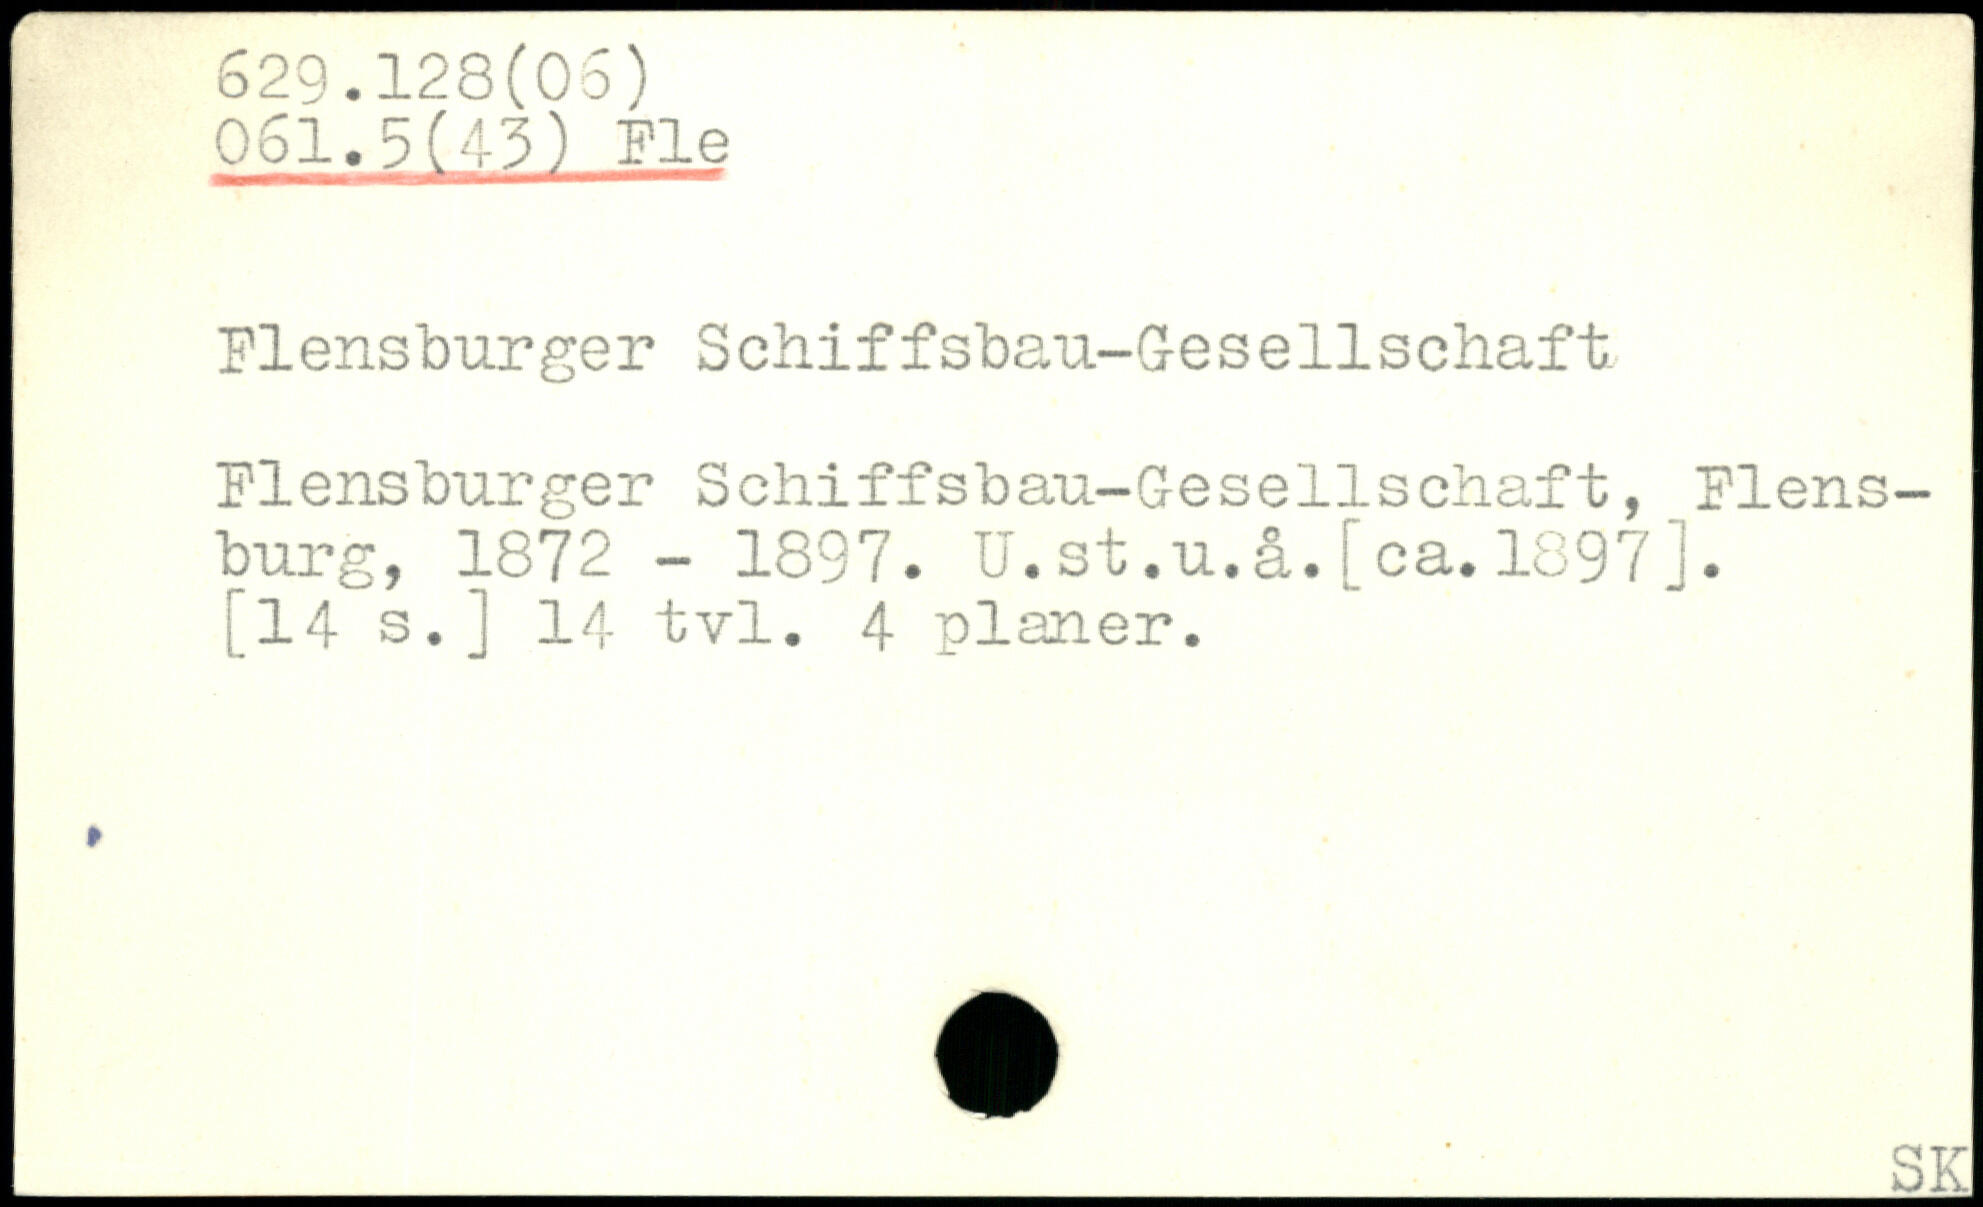 629.128(06)
061.5(43) Fle
Flensburger Schiffsbau-Gesellschaft
Flensburger Schiffsbau-Gesellschaft, Flens-
burg, 1872 - 1897. U.st.u.å.[ca.1897].
[14 s.] 14 tvl. 4 planer.
SK